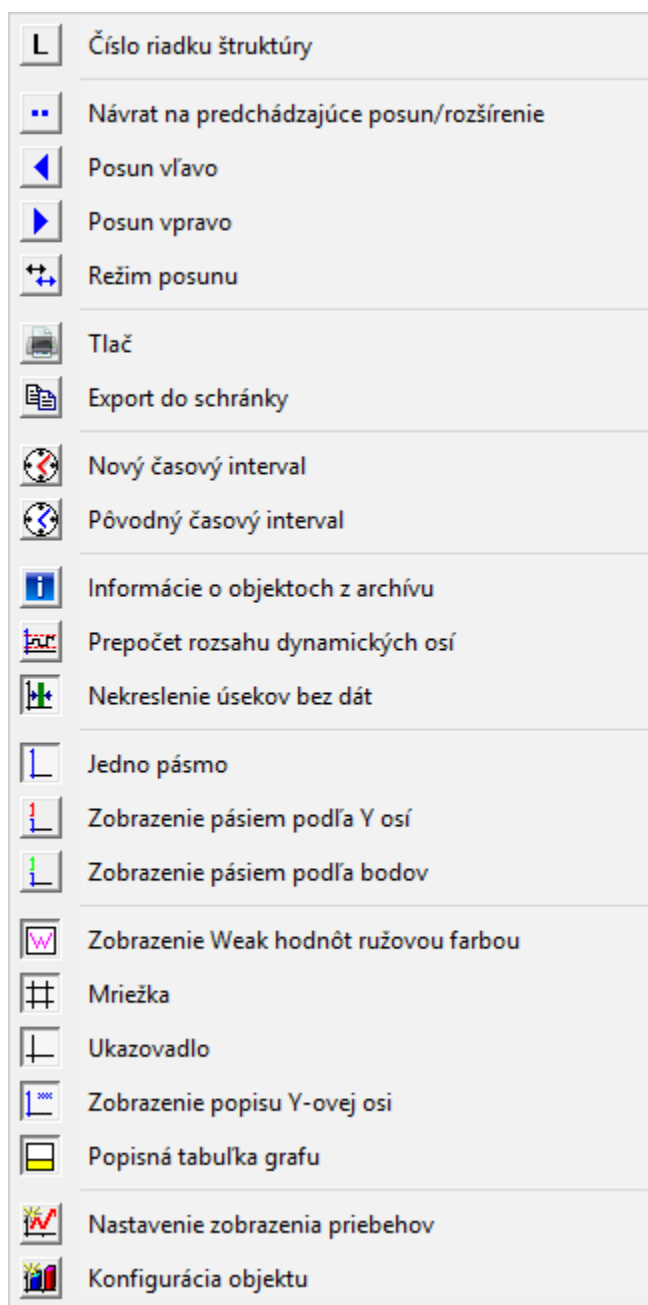 L Číslo riadku štruktúry
Návrat na predchádzajúce posun/rozšírenie
Posun vľavo
Posun vpravo
Režim posunu
Tlač
Export do schránky
Nový časový interval
Pôvodný časový interval
i Informácie o objektoch z archívu
Prepočet rozsahu dynamických osí
Nekreslenie úsekov bez dát
Jedno pásmo
Zobrazenie pásiem podľa Y osí
Zobrazenie pásiem podľa bodov
W Zobrazenie Weak hodnôt ružovou farbou
Mriežka
Ukazovadlo
Zobrazenie popisu Y-ovej osi
Popisná tabuľka grafu
Nastavenie zobrazenia priebehov
Konfigurácia objektu